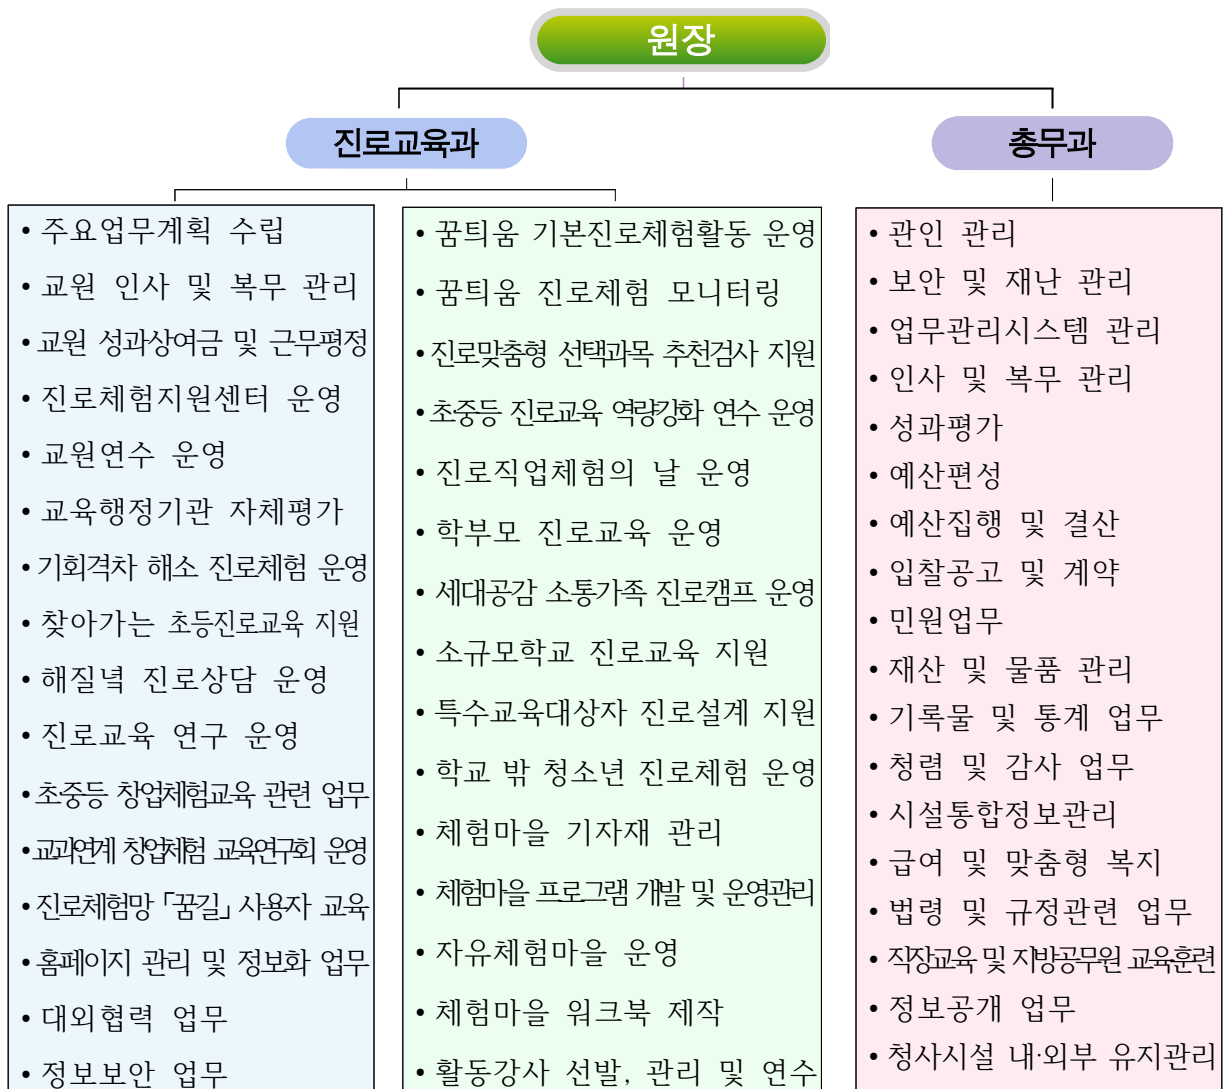 원장
진로교육과
총무과
• 주요업무계획 수립
• 교원 인사 및 복무 관리
• 교원 성과상여금 및 근무평정
• 진로체험지원센터 운영
• 교원연수 운영
• 교육행정기관 자체평가
• 기회격차 해소 진로체험 운영
• 찾아가는 초등진로교육 지원
• 해질녘 진로상담 운영
• 진로교육 연구 운영
• 초중등 창업체험교육 관련 업무
• 교과연계 창업체험 교육연구회 운영
• 진로체험망 「꿈길」 사용자 교육
• 홈페이지 관리 및 정보화 업무
• 대외협력 업무
• 정보보안 업무
• 꿈틔움 기본진로체험활동 운영
• 꿈틔움 진로체험 모니터링
• 진로맞춤형 선택과목 추천검사 지원
• 초중등 진로교육 역량강화 연수 운영
• 진로직업체험의 날 운영
• 학부모 진로교육 운영
• 세대공감 소통가족 진로캠프 운영
• 소규모학교 진로교육 지원
• 특수교육대상자 진로설계 지원
• 학교 밖 청소년 진로체험 운영
• 체험마을 기자재 관리
• 체험마을 프로그램 개발 및 운영관리
• 자유체험마을 운영
• 체험마을 워크북 제작
• 활동강사 선발, 관리 및 연수
• 관인 관리
• 보안 및 재난 관리
• 업무관리시스템 관리
• 인사 및 복무 관리
• 성과평가
• 예산편성
• 예산집행 및 결산
• 입찰공고 및 계약
• 민원업무
• 재산 및 물품 관리
• 기록물 및 통계 업무
• 청렴 및 감사 업무
• 시설통합정보관리
• 급여 및 맞춤형 복지
• 법령 및 규정관련 업무
• 직장교육 및 지방공무원 교육훈련
• 정보공개 업무
• 청사시설 내·외부 유지관리